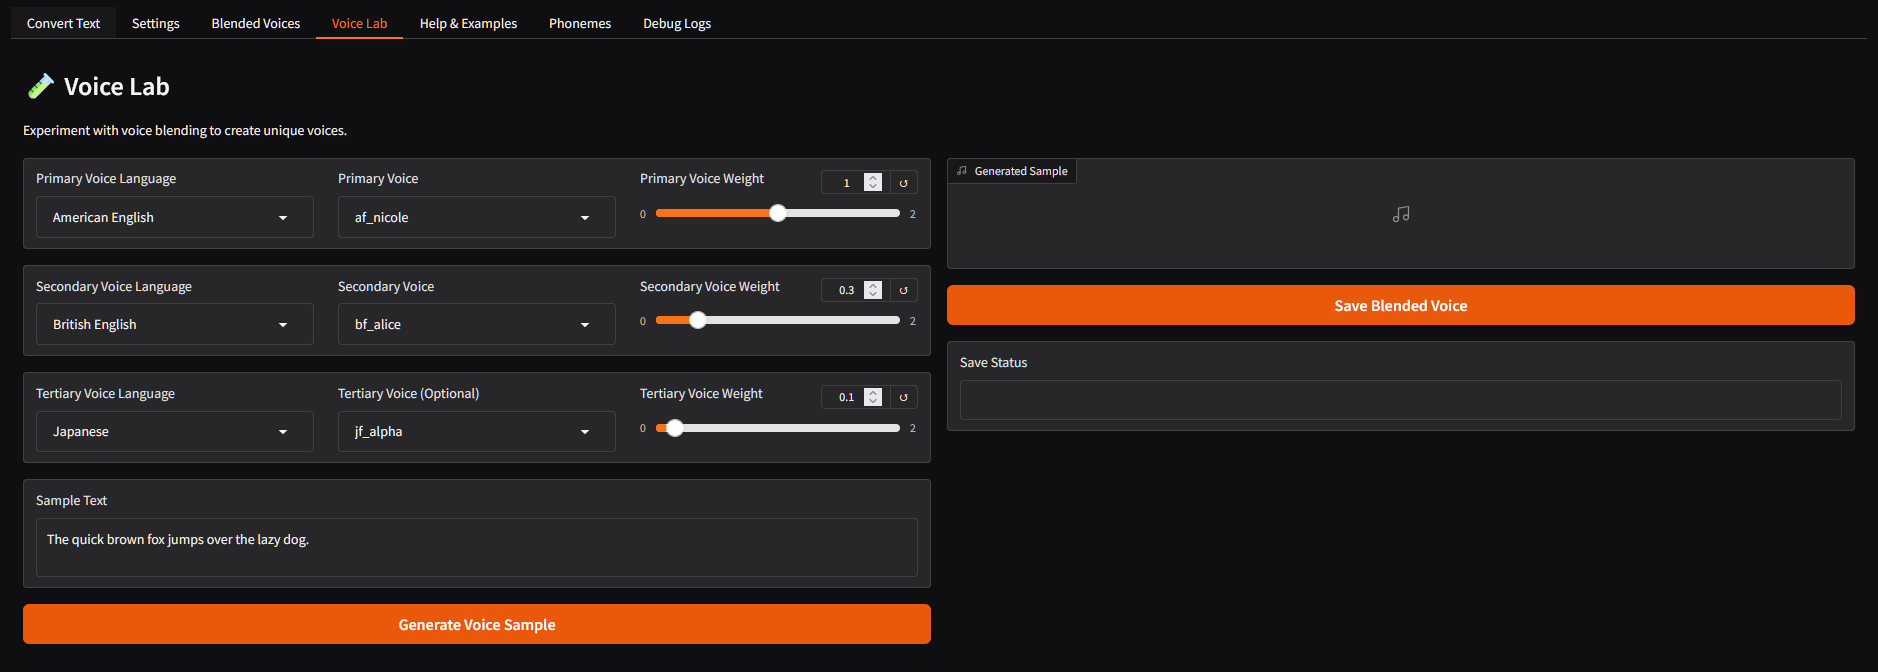 Convert Text Settings Blended Voices Voice Lab Help & Examples Phonemes Debug Logs
Voice Lab
Experiment with voice blending to create unique voices.
Primary Voice Language
American English
Primary Voice
af_nicole
Primary Voice Weight
1
↺
0
2
Secondary Voice Language
British English
Secondary Voice
bf_alice
Secondary Voice Weight
0.3
↺
0
2
Tertiary Voice Language
Japanese
Tertiary Voice (Optional)
jf_alpha
Tertiary Voice Weight
0.1
↺
0
2
Sample Text
The quick brown fox jumps over the lazy dog.
Generate Voice Sample
Generated Sample
Save Blended Voice
Save Status